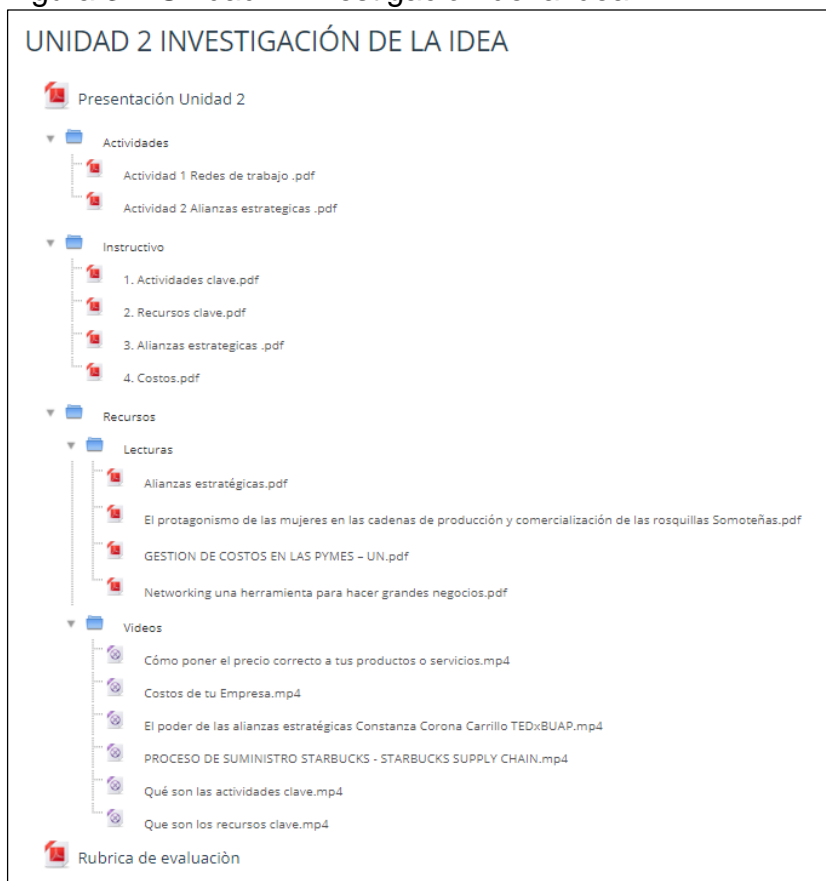 UNIDAD 2 INVESTIGACIÓN DE LA IDEA
Presentación Unidad 2
Actividades
Actividad 1 Redes de trabajo .pdf
Actividad 2 Alianzas estrategicas .pdf
Instructivo
1. Actividades clave.pdf
2. Recursos clave.pdf
3. Alianzas estrategicas .pdf
4. Costos.pdf
Recursos
Lecturas
Alianzas estratégicas.pdf
El protagonismo de las mujeres en las cadenas de producción y comercialización de las rosquillas Somoteñas.pdf
GESTION DE COSTOS EN LAS PYMES – UN.pdf
Networking una herramienta para hacer grandes negocios.pdf
Videos
Cómo poner el precio correcto a tus productos o servicios.mp4
Costos de tu Empresa.mp4
El poder de las alianzas estratégicas Constanza Corona Carrillo TEDxBUAP.mp4
PROCESO DE SUMINISTRO STARBUCKS - STARBUCKS SUPPLY CHAIN.mp4
Qué son las actividades clave.mp4
Que son los recursos clave.mp4
Rubrica de evaluaciòn